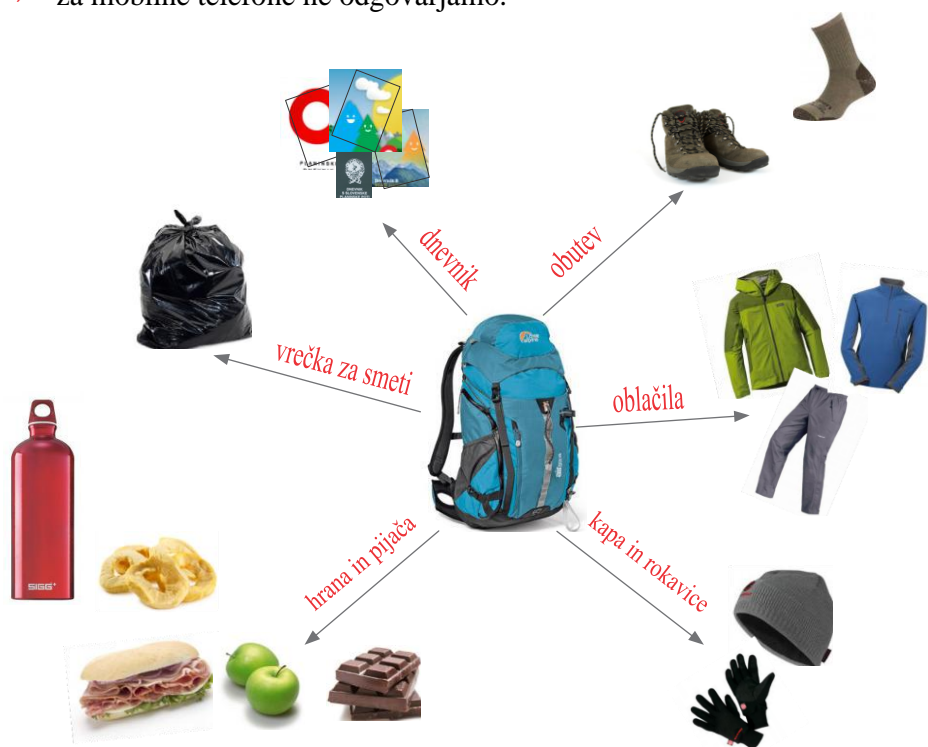 za mobilne telefone ne odgovarjamo.
dnevnik
obutev
vrečka za smeti
oblačila
hrana in pijača
kapa in rokavice
SIGG